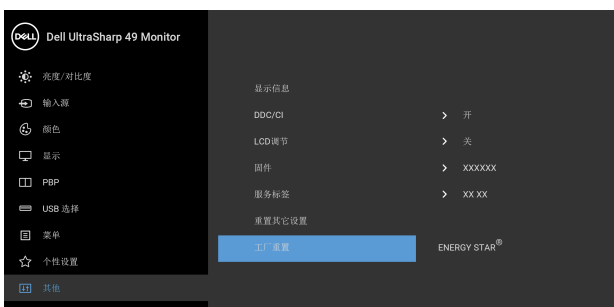 DELL Dell UltraSharp 49 Monitor
亮度/对比度
输入源
颜色
显示
PBP
USB 选择
菜单
个性设置
其他
显示信息
DDC/CI > 开
LCD调节 > 关
固件 > XXXXXX
服务标签 > XX XX
重置其它设置
工厂重置 ENERGY STAR®